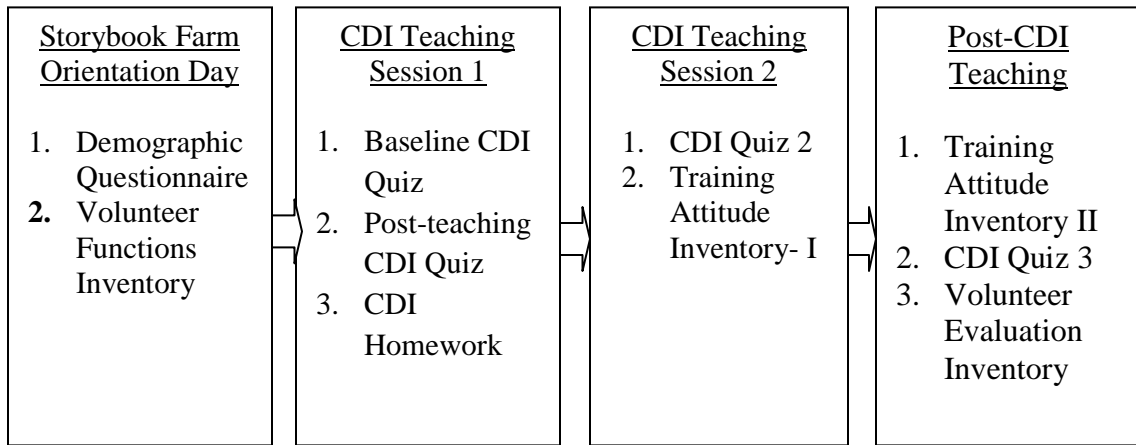 Storybook Farm
Orientation Day
1. Demographic
Questionnaire
2. Volunteer
Functions
Inventory
CDI Teaching
Session 1
1. Baseline CDI
Quiz
2. Post-teaching
CDI Quiz
3. CDI
Homework
CDI Teaching
Session 2
1. CDI Quiz 2
2. Training
Attitude
Inventory- I
Post-CDI
Teaching
1. Training
Attitude
Inventory II
2. CDI Quiz 3
3. Volunteer
Evaluation
Inventory